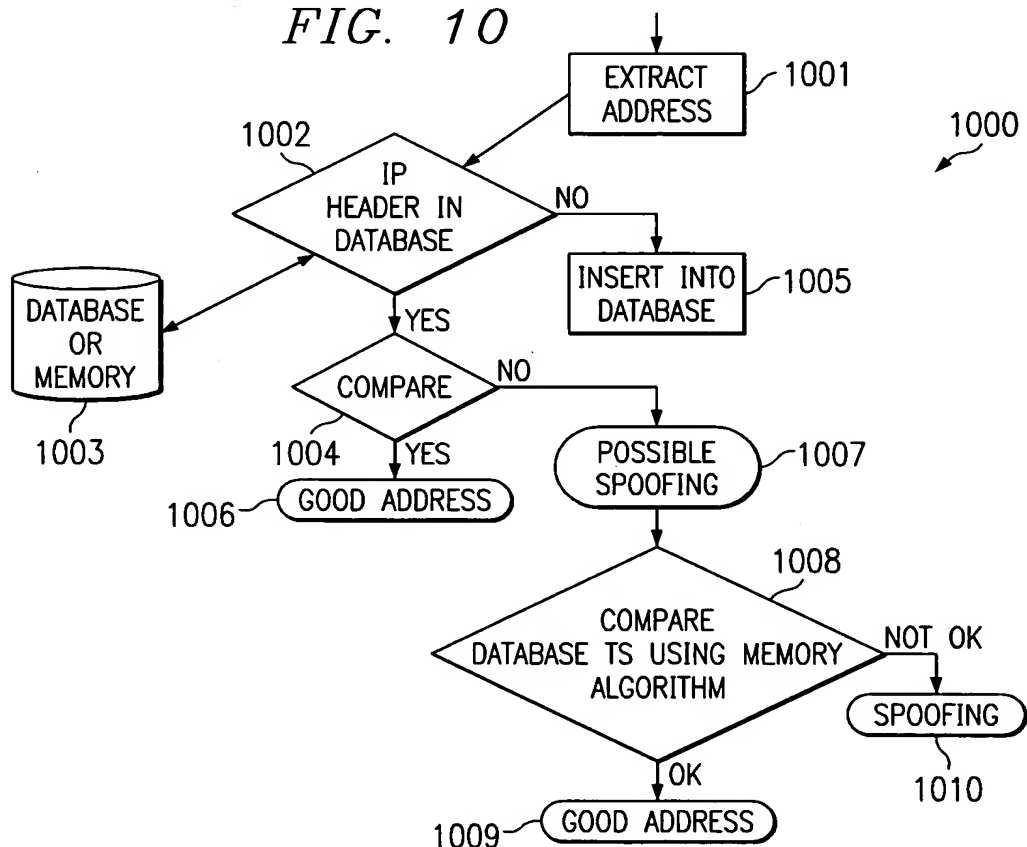 FIG. 10
EXTRACT
ADDRESS
1001
1000
1002
IP
HEADER IN
DATABASE
NO
INSERT INTO
DATABASE
1005
DATABASE
OR
MEMORY
1003
YES
COMPARE
NO
1004
YES
1006
GOOD ADDRESS
POSSIBLE
SPOOFING
1007
1008
COMPARE
DATABASE TS USING MEMORY
ALGORITHM
NOT OK
SPOOFING
1010
OK
1009
GOOD ADDRESS